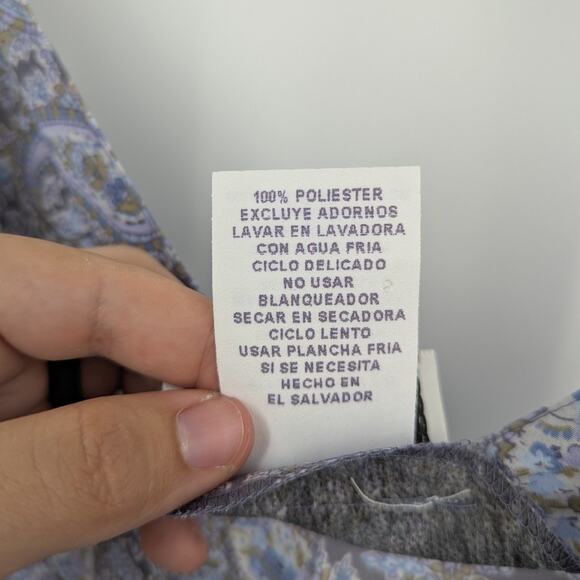 100% POLIESTER
EXCLUYE ADORNOS
LAVAR EN LAVADORA
CON AGUA FRIA
CICLO DELICADO
NO USAR
BLANQUEADOR
SECAR EN SECADORA
CICLO LENTO
USAR PLANCHA FRIA
SI SE NECESITA
HECHO EN
EL SALVADOR